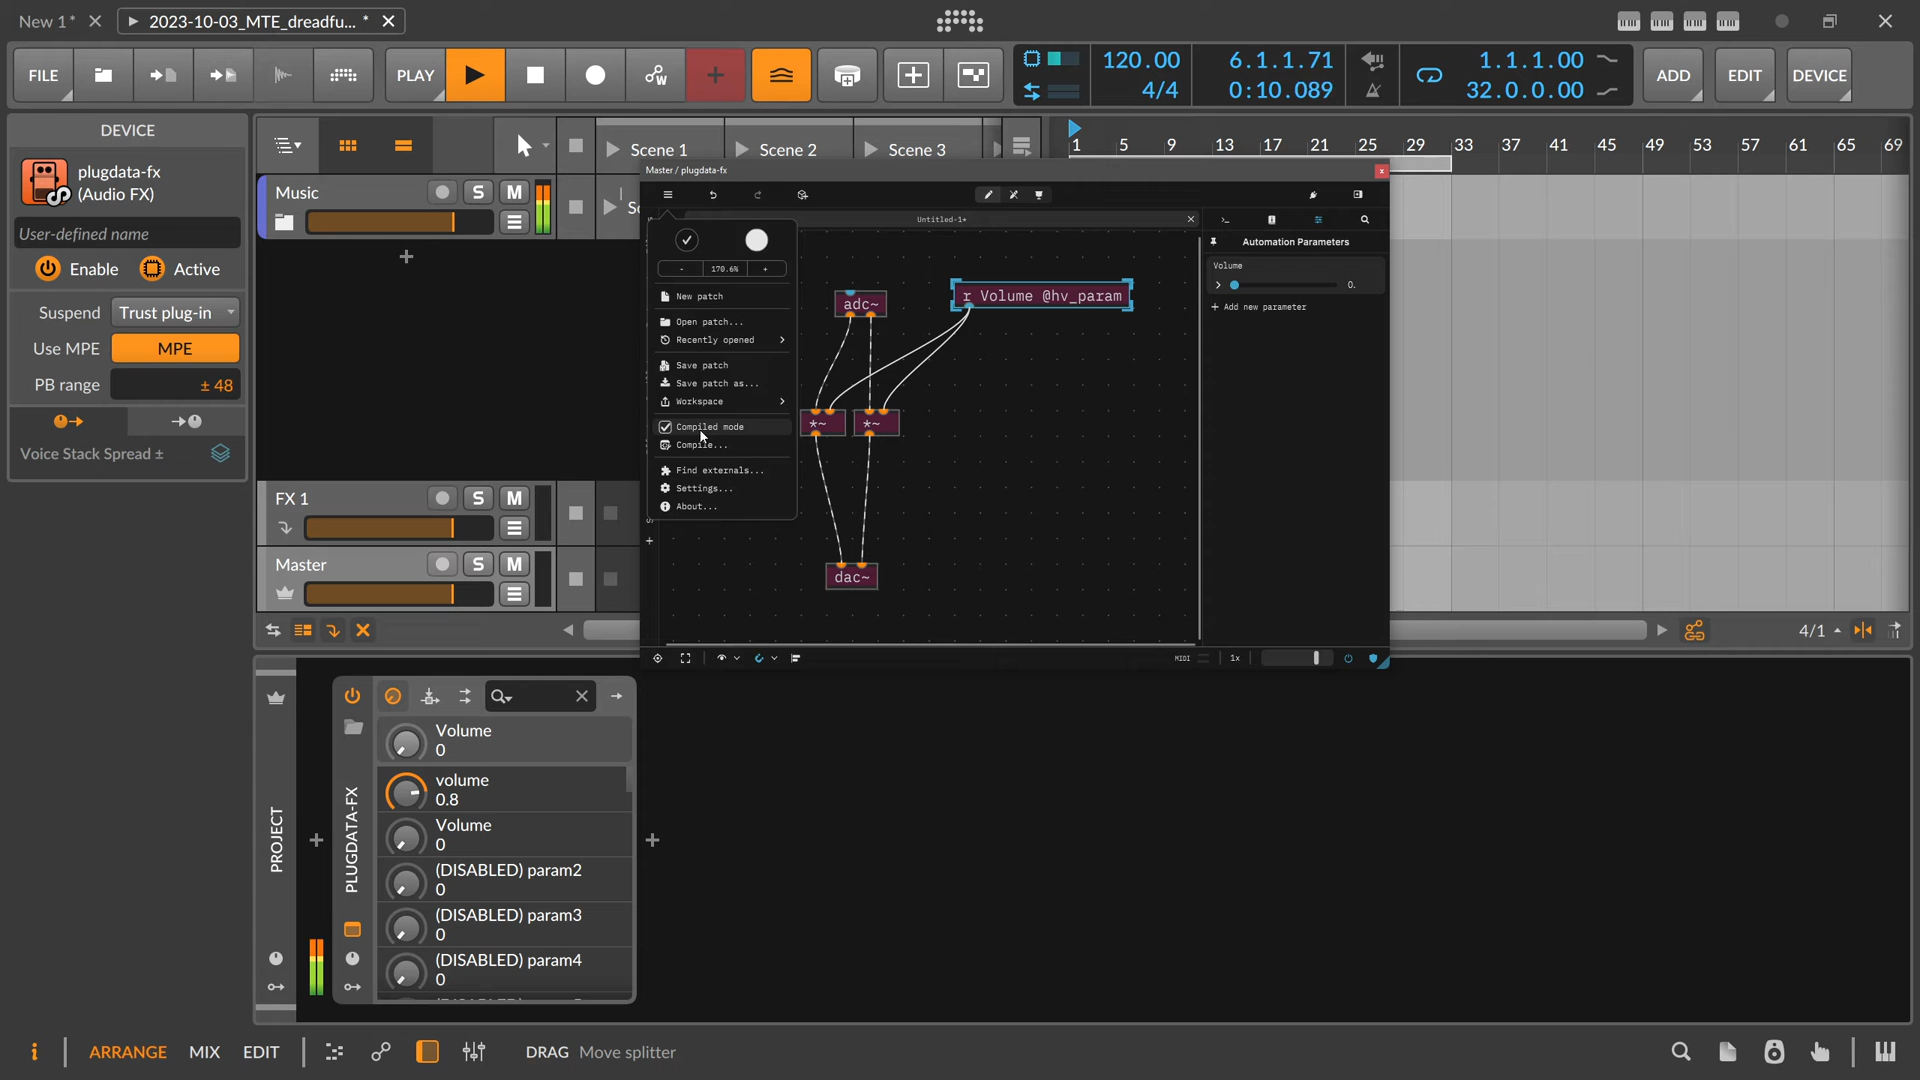 New 1*
2023-10-03_MTE_dreadfu... *
FILE
PLAY
120.00
4/4
6.1.1.71
0:10.089
1.1.1.00
32.0.0.00
ADD
EDIT
DEVICE
DEVICE
plugdata-fx
(Audio FX)
User-defined name
Enable
Active
Suspend
Trust plug-in
Use MPE
MPE
PB range
± 48
Voice Stack Spread ±
Scene 1
Scene 2
Scene 3
1 5 9 13 17 21 25 29 33 37 41 45 49 53 57 61 65 69
Music
S
M
FX 1
S
M
Master
S
M
4/1
Master / plugdata-fx
Untitled-1*
- 170.6% +
New patch
Open patch...
Recently opened
Save patch
Save patch as...
Workspace
Compiled mode
Compile...
Find externals...
Settings...
About...
adc~
r Volume @hv_param
*~
*~
dac~
Automation Parameters
Volume
0.
+ Add new parameter
MIDI
1x
PROJECT
PLUGDATA-FX
Volume
0
volume
0.8
Volume
0
(DISABLED) param2
0
(DISABLED) param3
0
(DISABLED) param4
0
ARRANGE
MIX
EDIT
DRAG Move splitter